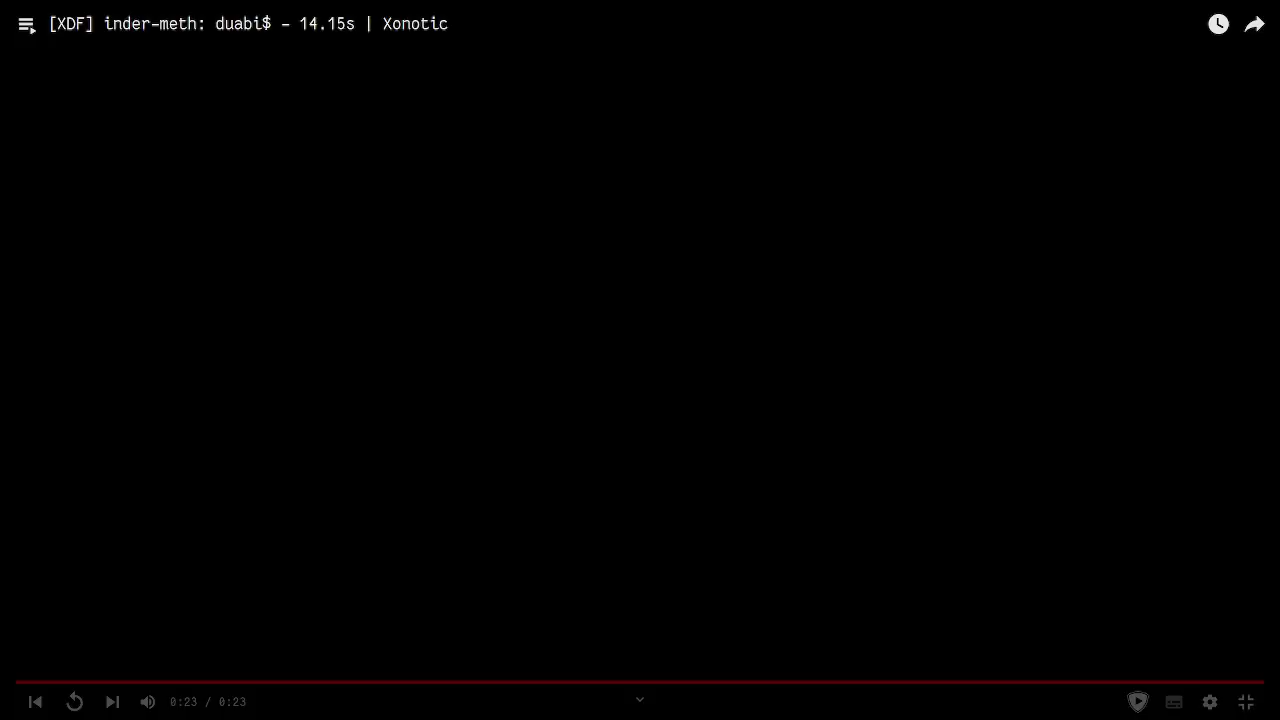 [XDF] inder-meth: duabi$ - 14.15s | Xonotic
0:23 / 0:23